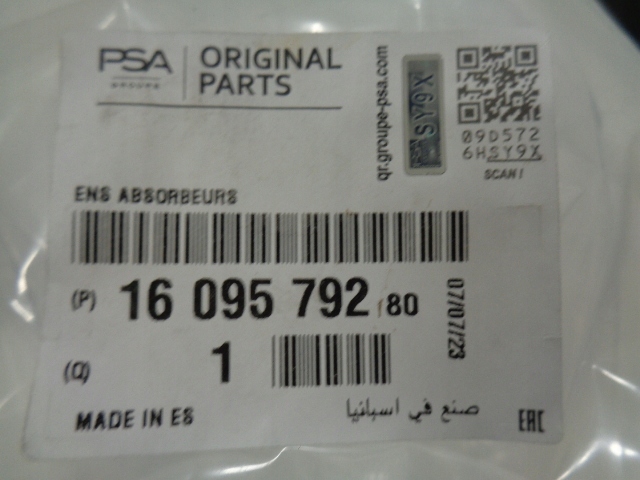 PSA
GROUPE
ORIGINAL
PARTS
qr.groupe-psa.com
SY9X
09D572
6HSY9X
SCAN!
ENS ABSORBEURS
(P) 16 095 792 80
07/07/23
(Q) 1
MADE IN ES
صنع في اسبانيا
EAC